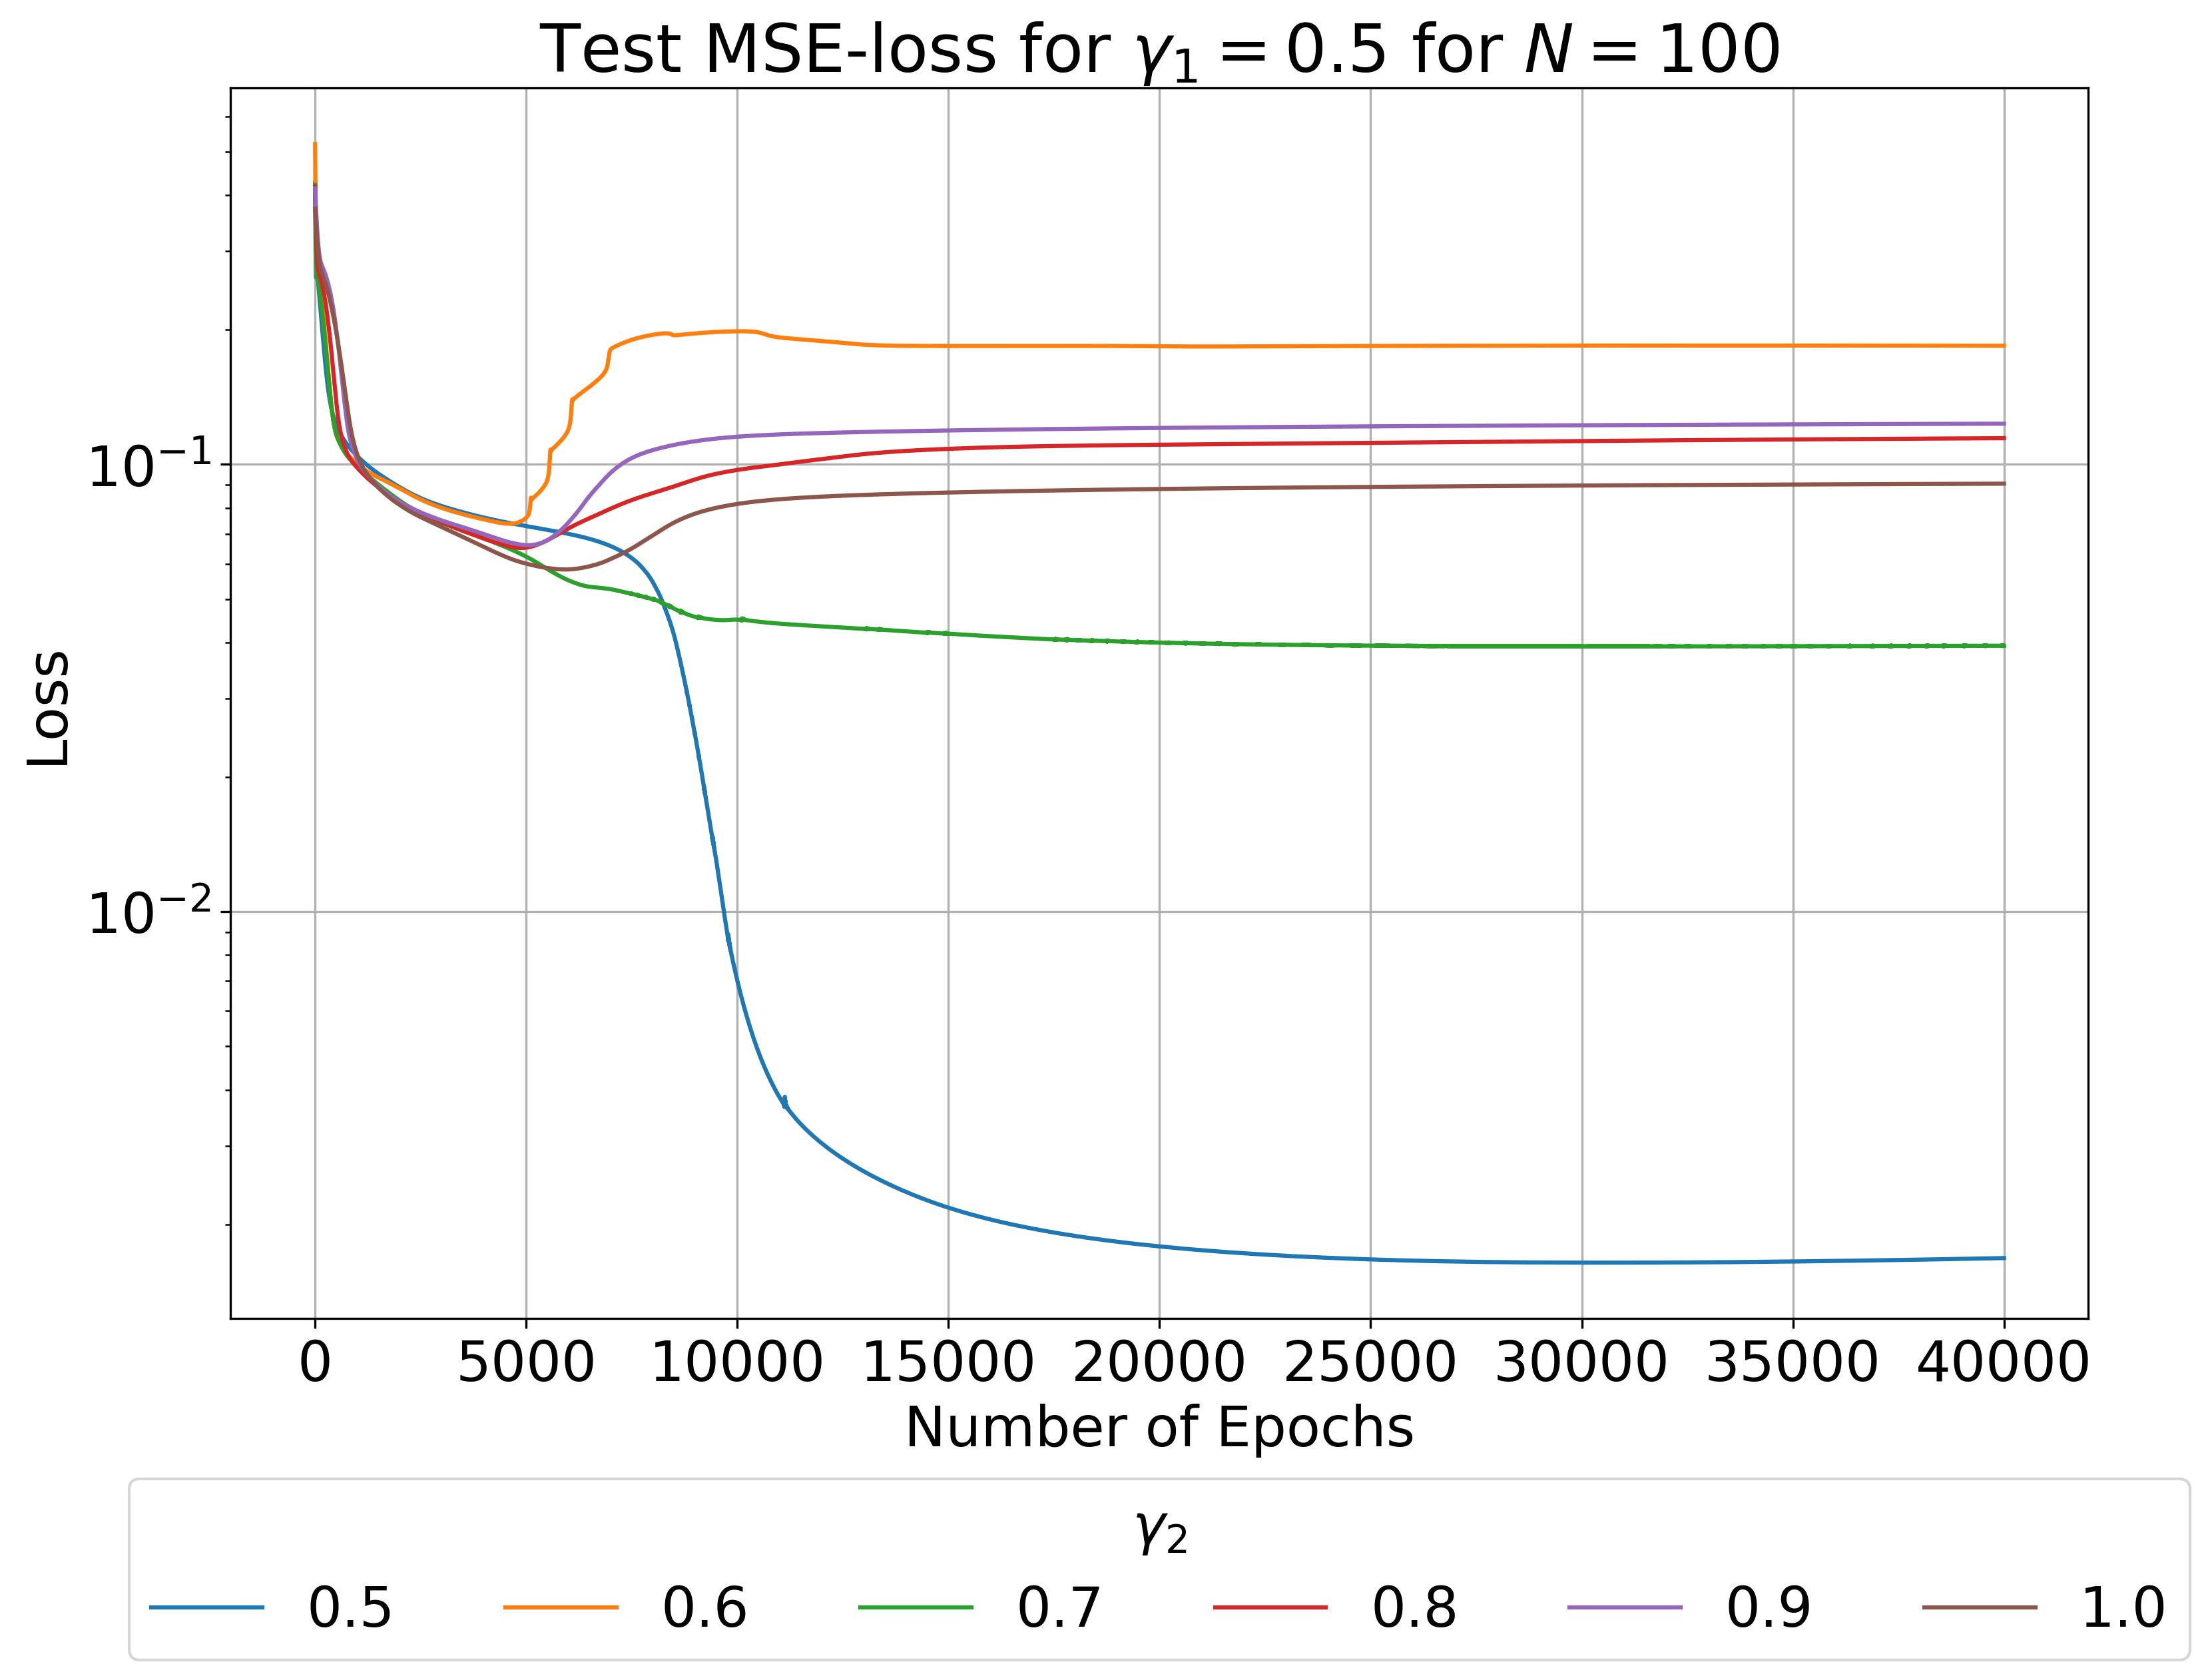 Test MSE-loss for γ₁ = 0.5 for N = 100
10⁻¹
10⁻²
Loss
0 5000 10000 15000 20000 25000 30000 35000 40000
Number of Epochs
γ₂
0.5 0.6 0.7 0.8 0.9 1.0